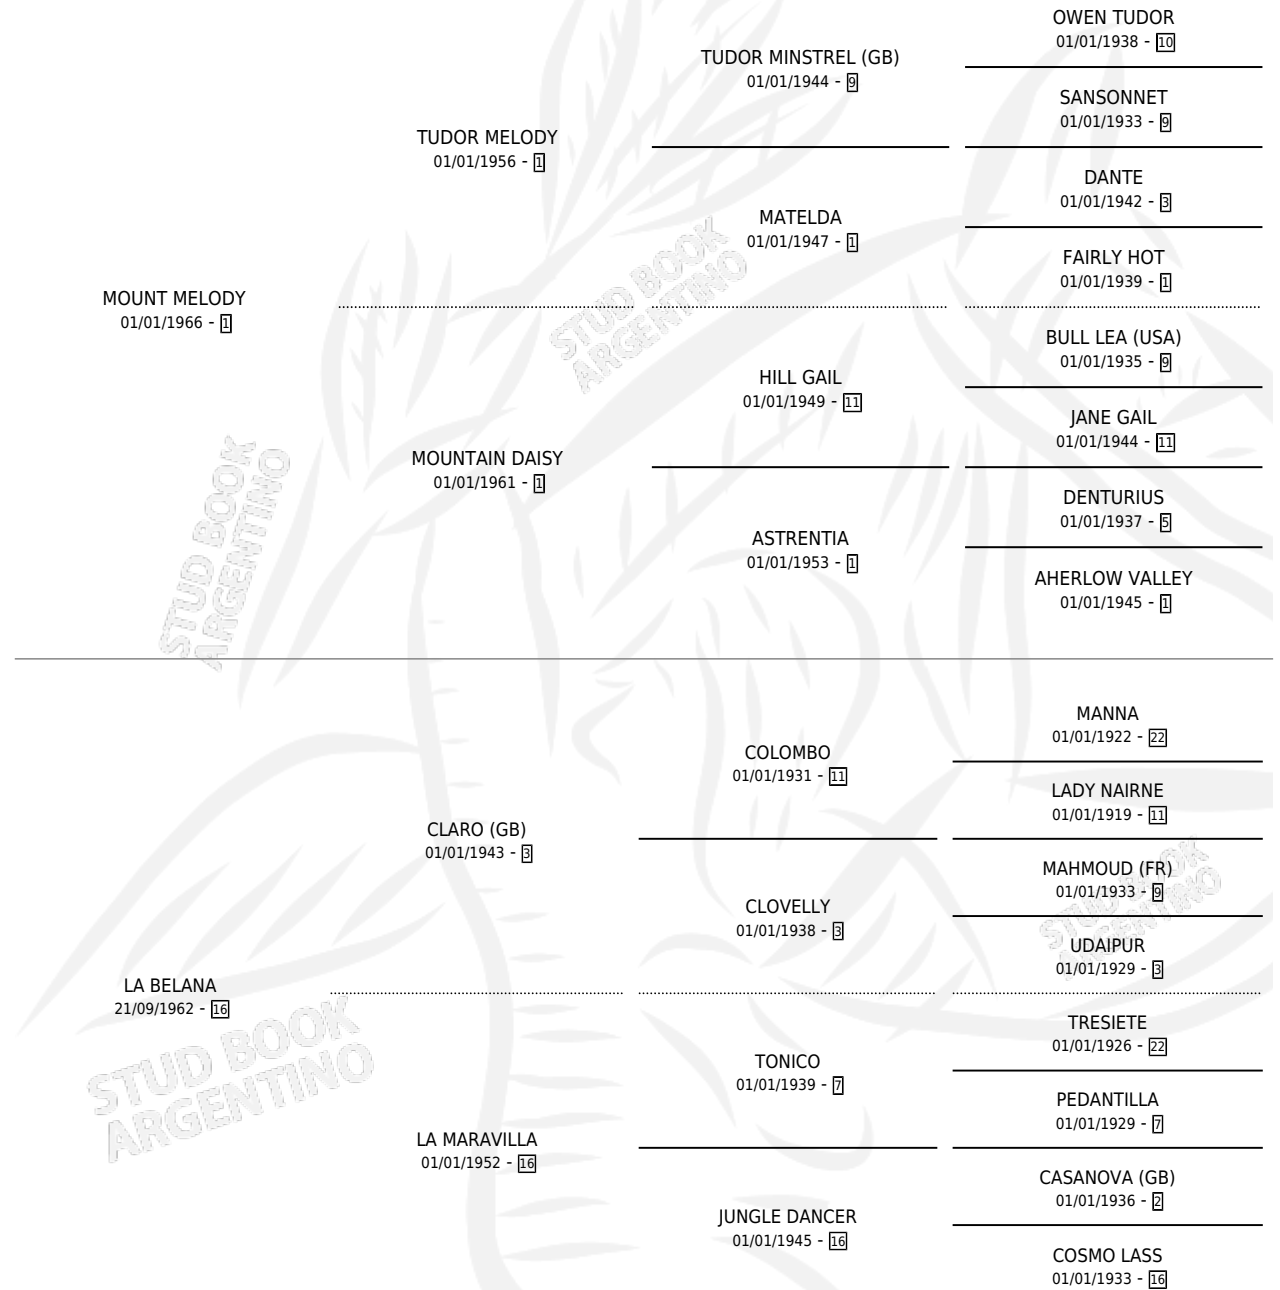 OWEN TUDOR
01/01/1938 - 10
TUDOR MINSTREL (GB)
01/01/1944 - 9
SANSONNET
01/01/1933 - 9
TUDOR MELODY
01/01/1956 - 1
DANTE
01/01/1942 - 3
MATELDA
01/01/1947 - 1
FAIRLY HOT
01/01/1939 - 1
MOUNT MELODY
01/01/1966 - 1
STUD BOOK
ARGENTINO
BULL LEA (USA)
01/01/1935 - 9
HILL GAIL
01/01/1949 - 11
JANE GAIL
01/01/1944 - 11
MOUNTAIN DAISY
01/01/1961 - 1
DENTURIUS
01/01/1937 - 5
ASTRENTIA
01/01/1953 - 1
AHERLOW VALLEY
01/01/1945 - 1
STUD BOOK
ARGENTINO
MANNA
01/01/1922 - 22
COLOMBO
01/01/1931 - 11
LADY NAIRNE
01/01/1919 - 11
CLARO (GB)
01/01/1943 - 3
MAHMOUD (FR)
01/01/1933 - 9
CLOVELLY
01/01/1938 - 3
STUD BOOK
ARGENTINO
UDAIPUR
01/01/1929 - 3
LA BELANA
21/09/1962 - 16
STUD BOOK
ARGENTINO
TRESIETE
01/01/1926 - 22
TONICO
01/01/1939 - 7
PEDANTILLA
01/01/1929 - 7
LA MARAVILLA
01/01/1952 - 16
CASANOVA (GB)
01/01/1936 - 2
JUNGLE DANCER
01/01/1945 - 16
COSMO LASS
01/01/1933 - 16